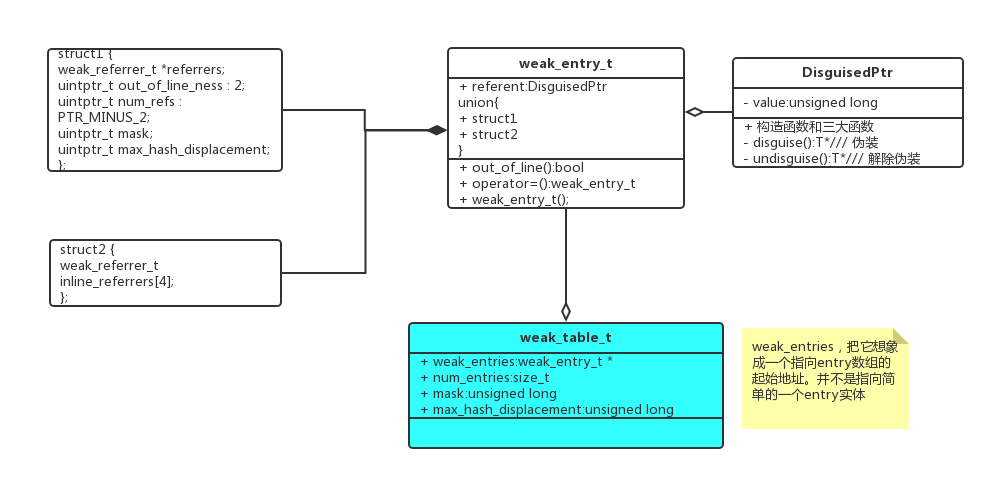 struct1 {
weak_referrer_t *referrers;
uintptr_t out_of_line_ness : 2;
uintptr_t num_refs :
PTR_MINUS_2;
uintptr_t mask;
uintptr_t max_hash_displacement;
};
struct2 {
weak_referrer_t
inline_referrers[4];
};
weak_entry_t
+ referent:DisguisedPtr
union{
+ struct1
+ struct2
}
+ out_of_line():bool
+ operator=():weak_entry_t
+ weak_entry_t();
DisguisedPtr
- value:unsigned long
+ 构造函数和三大函数
- disguise():T*/// 伪装
- undisguise():T*/// 解除伪装
weak_table_t
+ weak_entries:weak_entry_t *
+ num_entries:size_t
+ mask:unsigned long
+ max_hash_displacement:unsigned long
weak_entries，把它想象
成一个指向entry数组的
起始地址。并不是指向简
单的一个entry实体